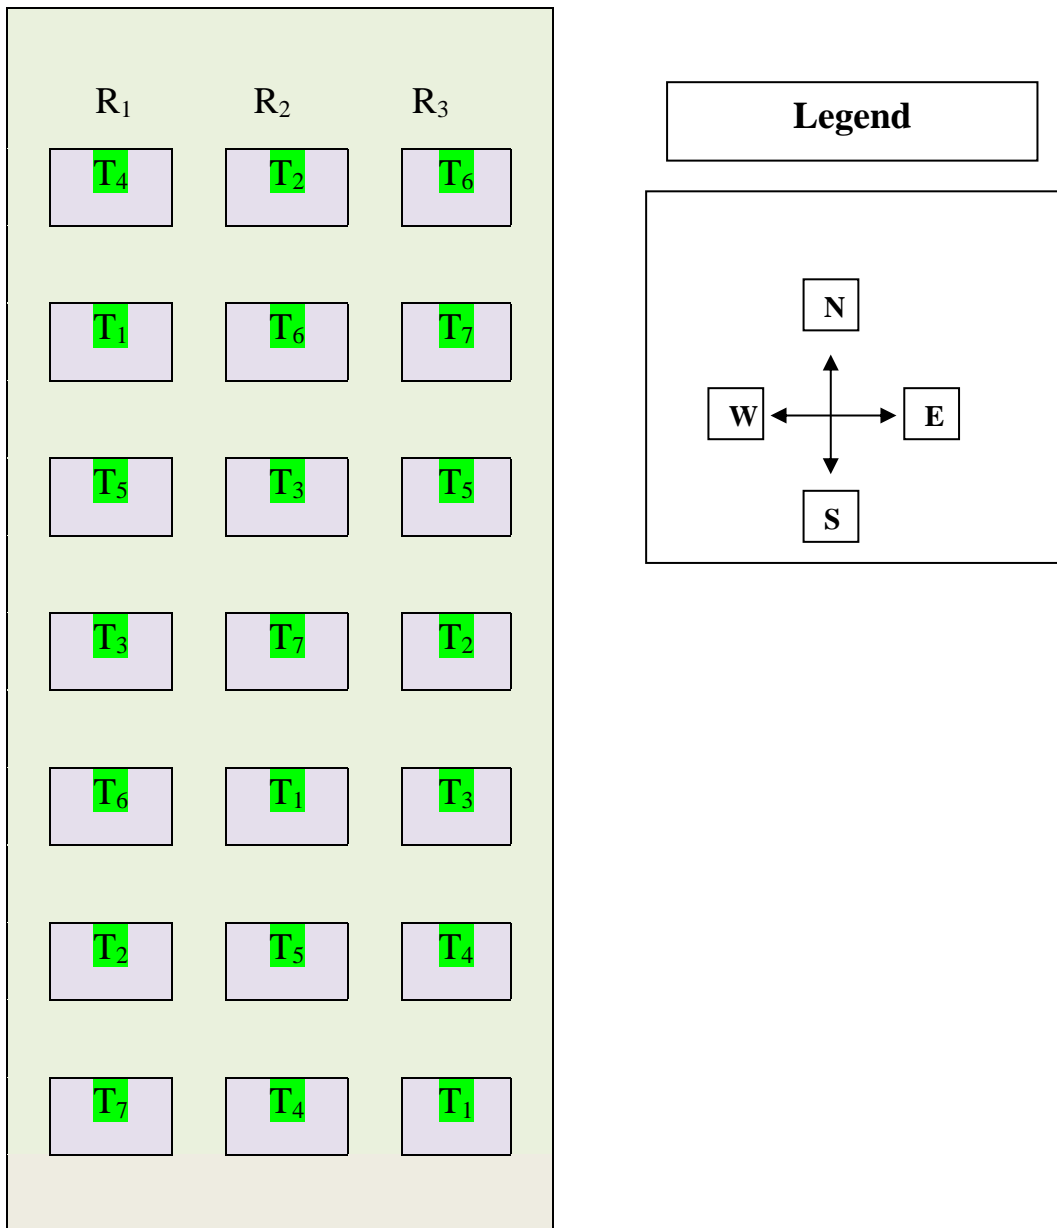 R₁ R₂ R₃
Legend
T₄ T₂ T₆
T₁ T₆ T₇
N
W E
T₅ T₃ T₅
S
T₃ T₇ T₂
T₆ T₁ T₃
T₂ T₅ T₄
T₇ T₄ T₁